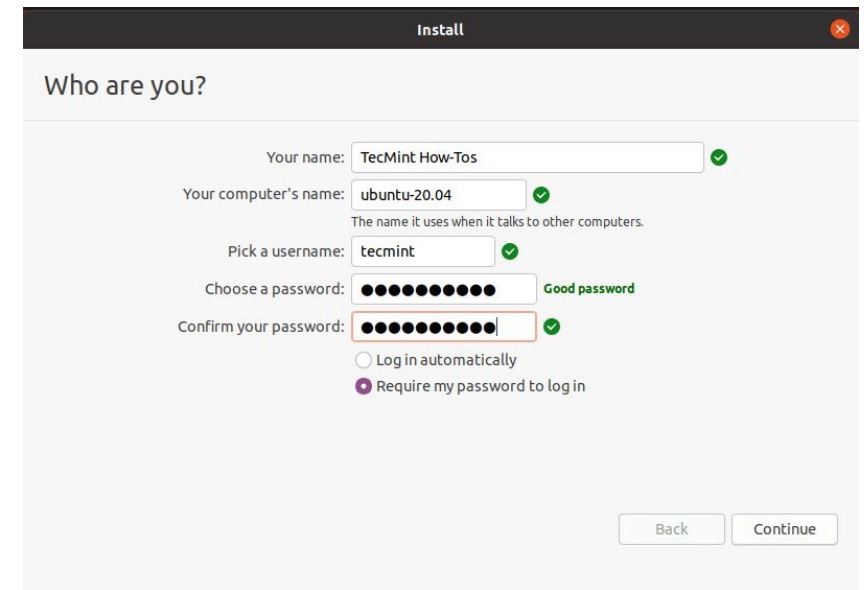 Install
Who are you?
Your name: TecMint How-Tos
Your computer's name: ubuntu-20.04
The name it uses when it talks to other computers.
Pick a username: tecmint
Choose a password: ●●●●●●●●●● Good password
Confirm your password: ●●●●●●●●●●
Log in automatically
Require my password to log in
Back Continue